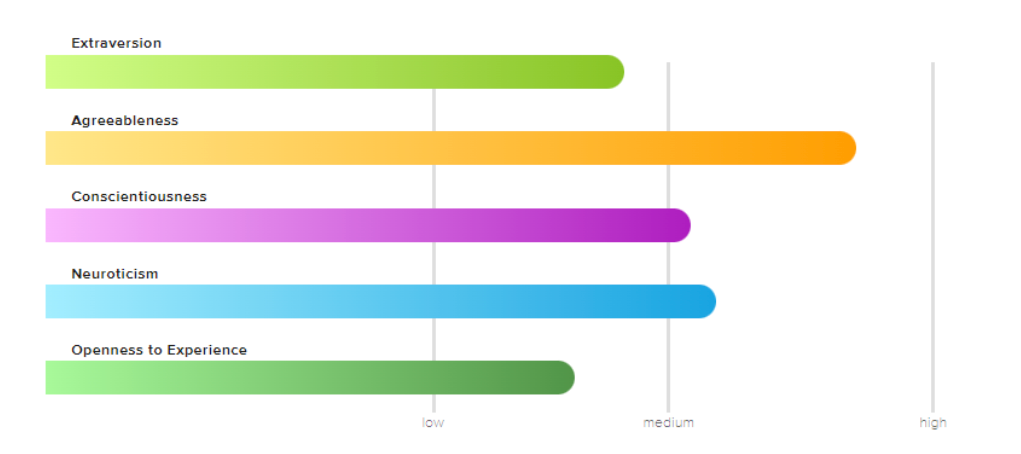 Extraversion
Agreeableness
Conscientiousness
Neuroticism
Openness to Experience
low medium high